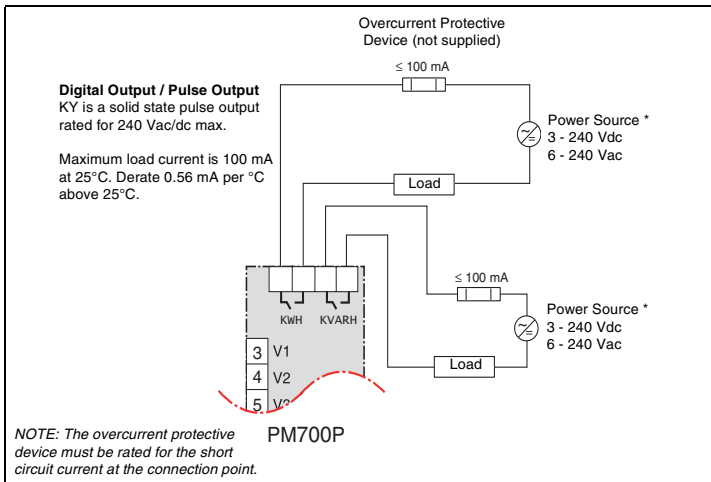 Overcurrent Protective
Device (not supplied)
≤ 100 mA
Digital Output / Pulse Output
KY is a solid state pulse output
rated for 240 Vac/dc max.
Maximum load current is 100 mA
at 25°C. Derate 0.56 mA per °C
above 25°C.
Power Source *
3 - 240 Vdc
6 - 240 Vac
Load
≤ 100 mA
Power Source *
3 - 240 Vdc
6 - 240 Vac
Load
KWH KVARH
3 V1
4 V2
5 V3
PM700P
NOTE: The overcurrent protective
device must be rated for the short
circuit current at the connection point.